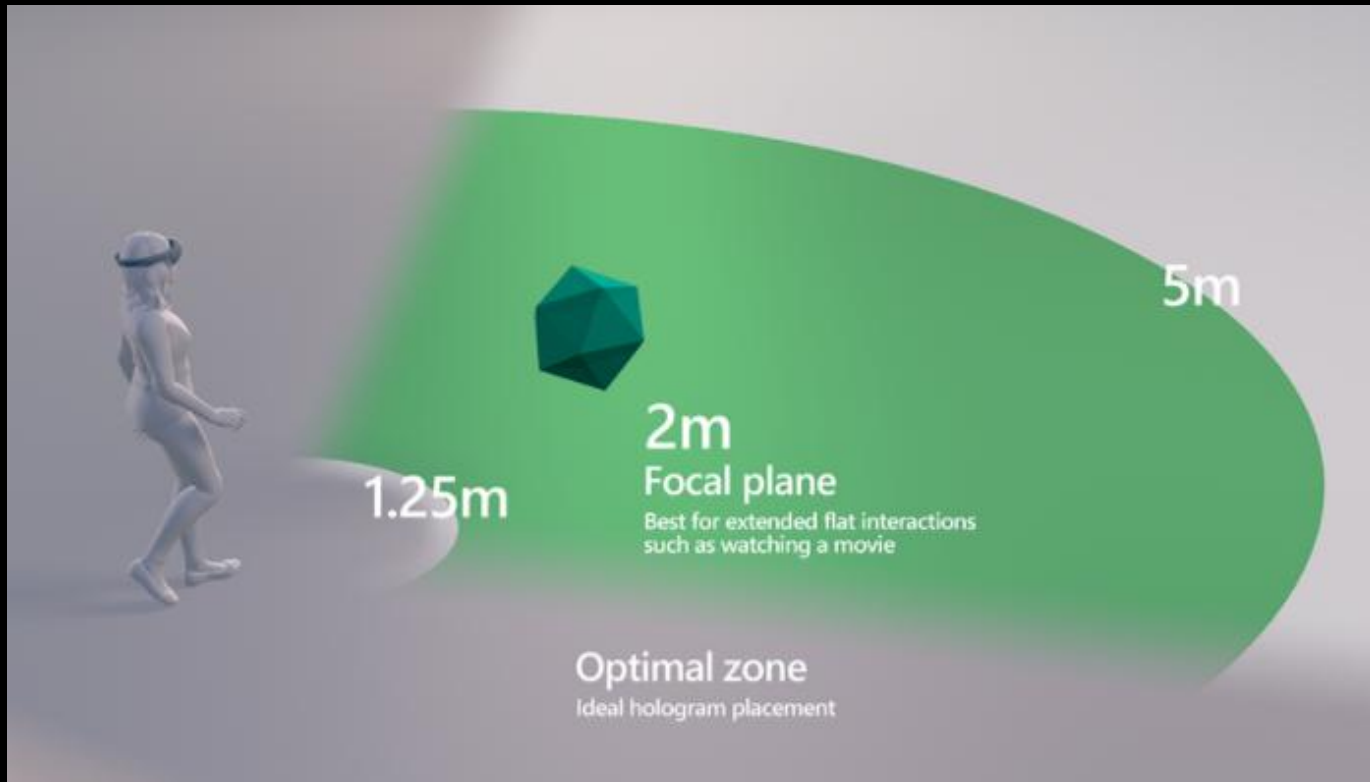 5m
2m
Focal plane
1.25m
Best for extended flat interactions
such as watching a movie
Optimal zone
Ideal hologram placement